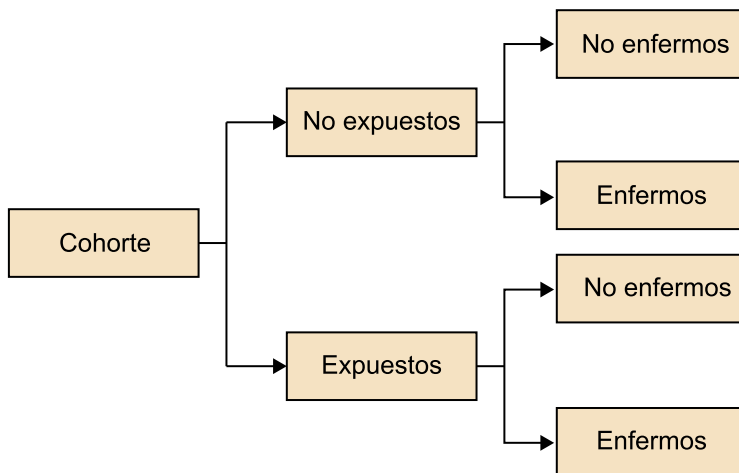 No enfermos
No expuestos
Enfermos
Cohorte
No enfermos
Expuestos
Enfermos